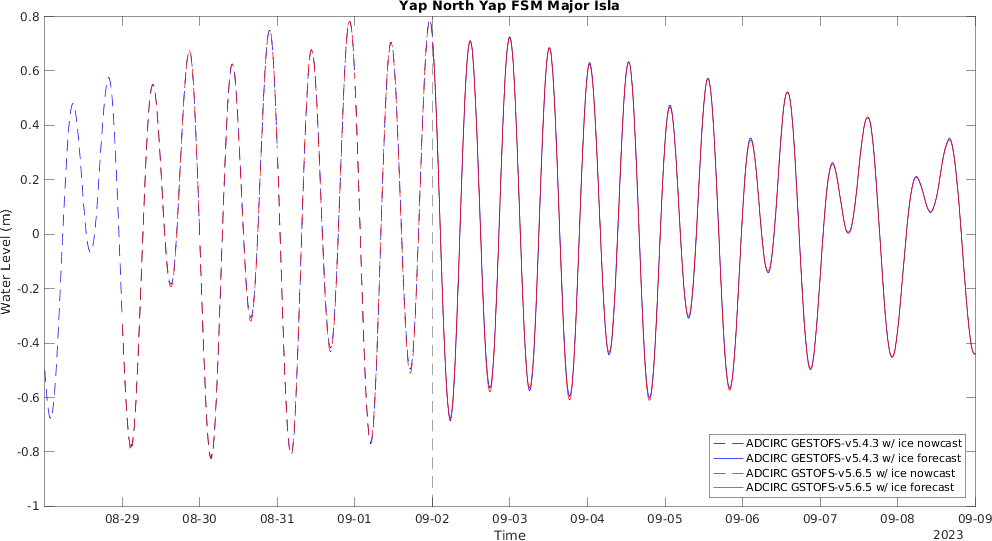 Yap North Yap FSM Major Isla
Water Level (m)
0.8
0.6
0.4
0.2
0
-0.2
-0.4
-0.6
-0.8
-1
08-29 08-30 08-31 09-01 09-02 09-03 09-04 09-05 09-06 09-07 09-08 09-09
Time
2023
ADCIRC GESTOFS-v5.4.3 w/ ice nowcast
ADCIRC GESTOFS-v5.4.3 w/ ice forecast
ADCIRC GSTOFS-v5.6.5 w/ ice nowcast
ADCIRC GSTOFS-v5.6.5 w/ ice forecast